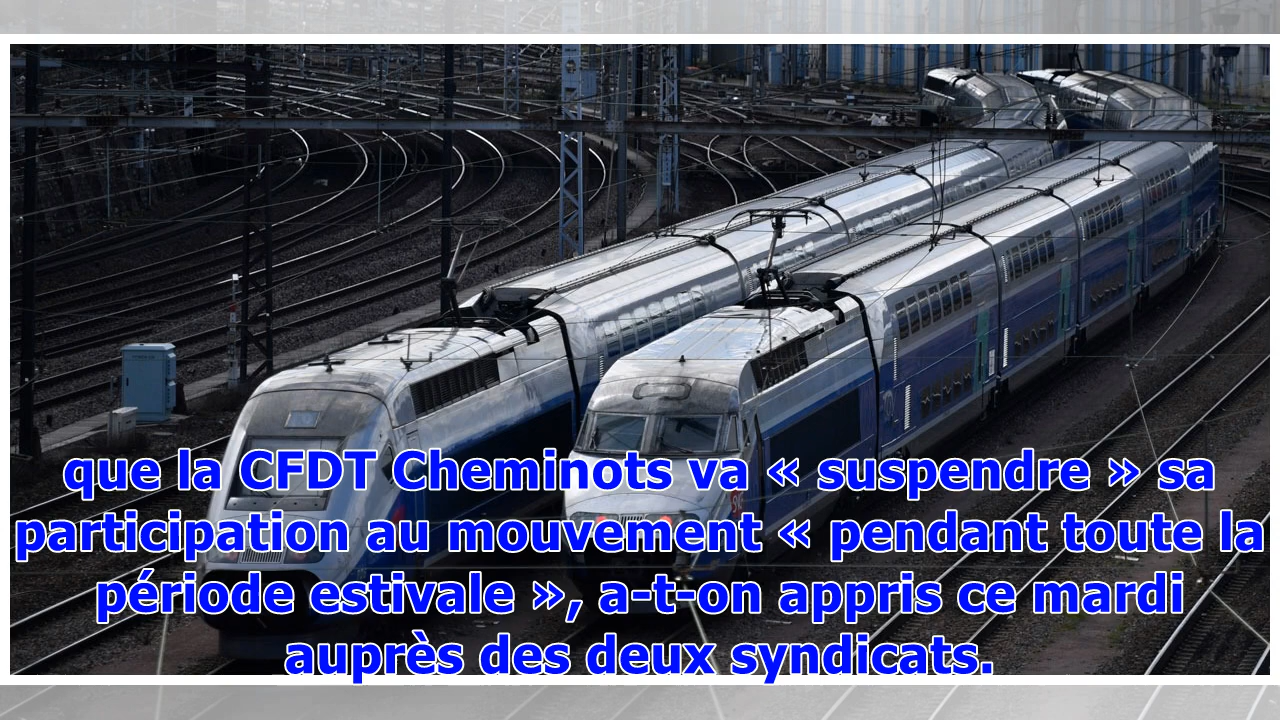 que la CFDT Cheminots va « suspendre » sa
participation au mouvement « pendant toute la
période estivale », a-t-on appris ce mardi
auprès des deux syndicats.